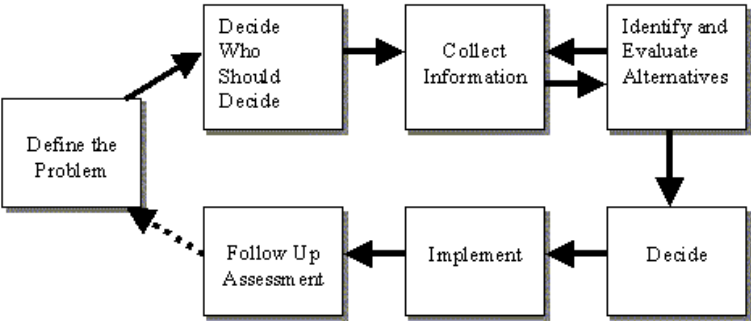 Decide
Who
Should
Decide
Collect
Information
Identify and
Evaluate
Alternatives
Define the
Problem
Follow Up
Assessment
Implement
Decide